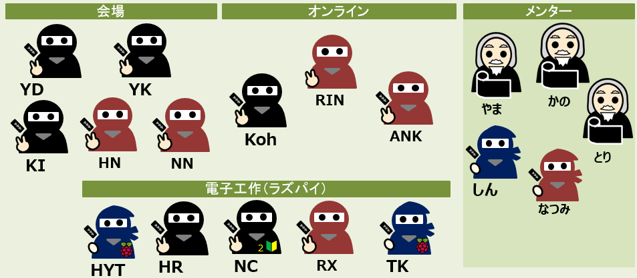 会場
YD
YK
KI
HN
NN
オンライン
Koh
RIN
ANK
メンター
やま
かの
とり
しん
なつみ
電子工作(ラズパイ)
HYT
HR
NC
2
RX
TK